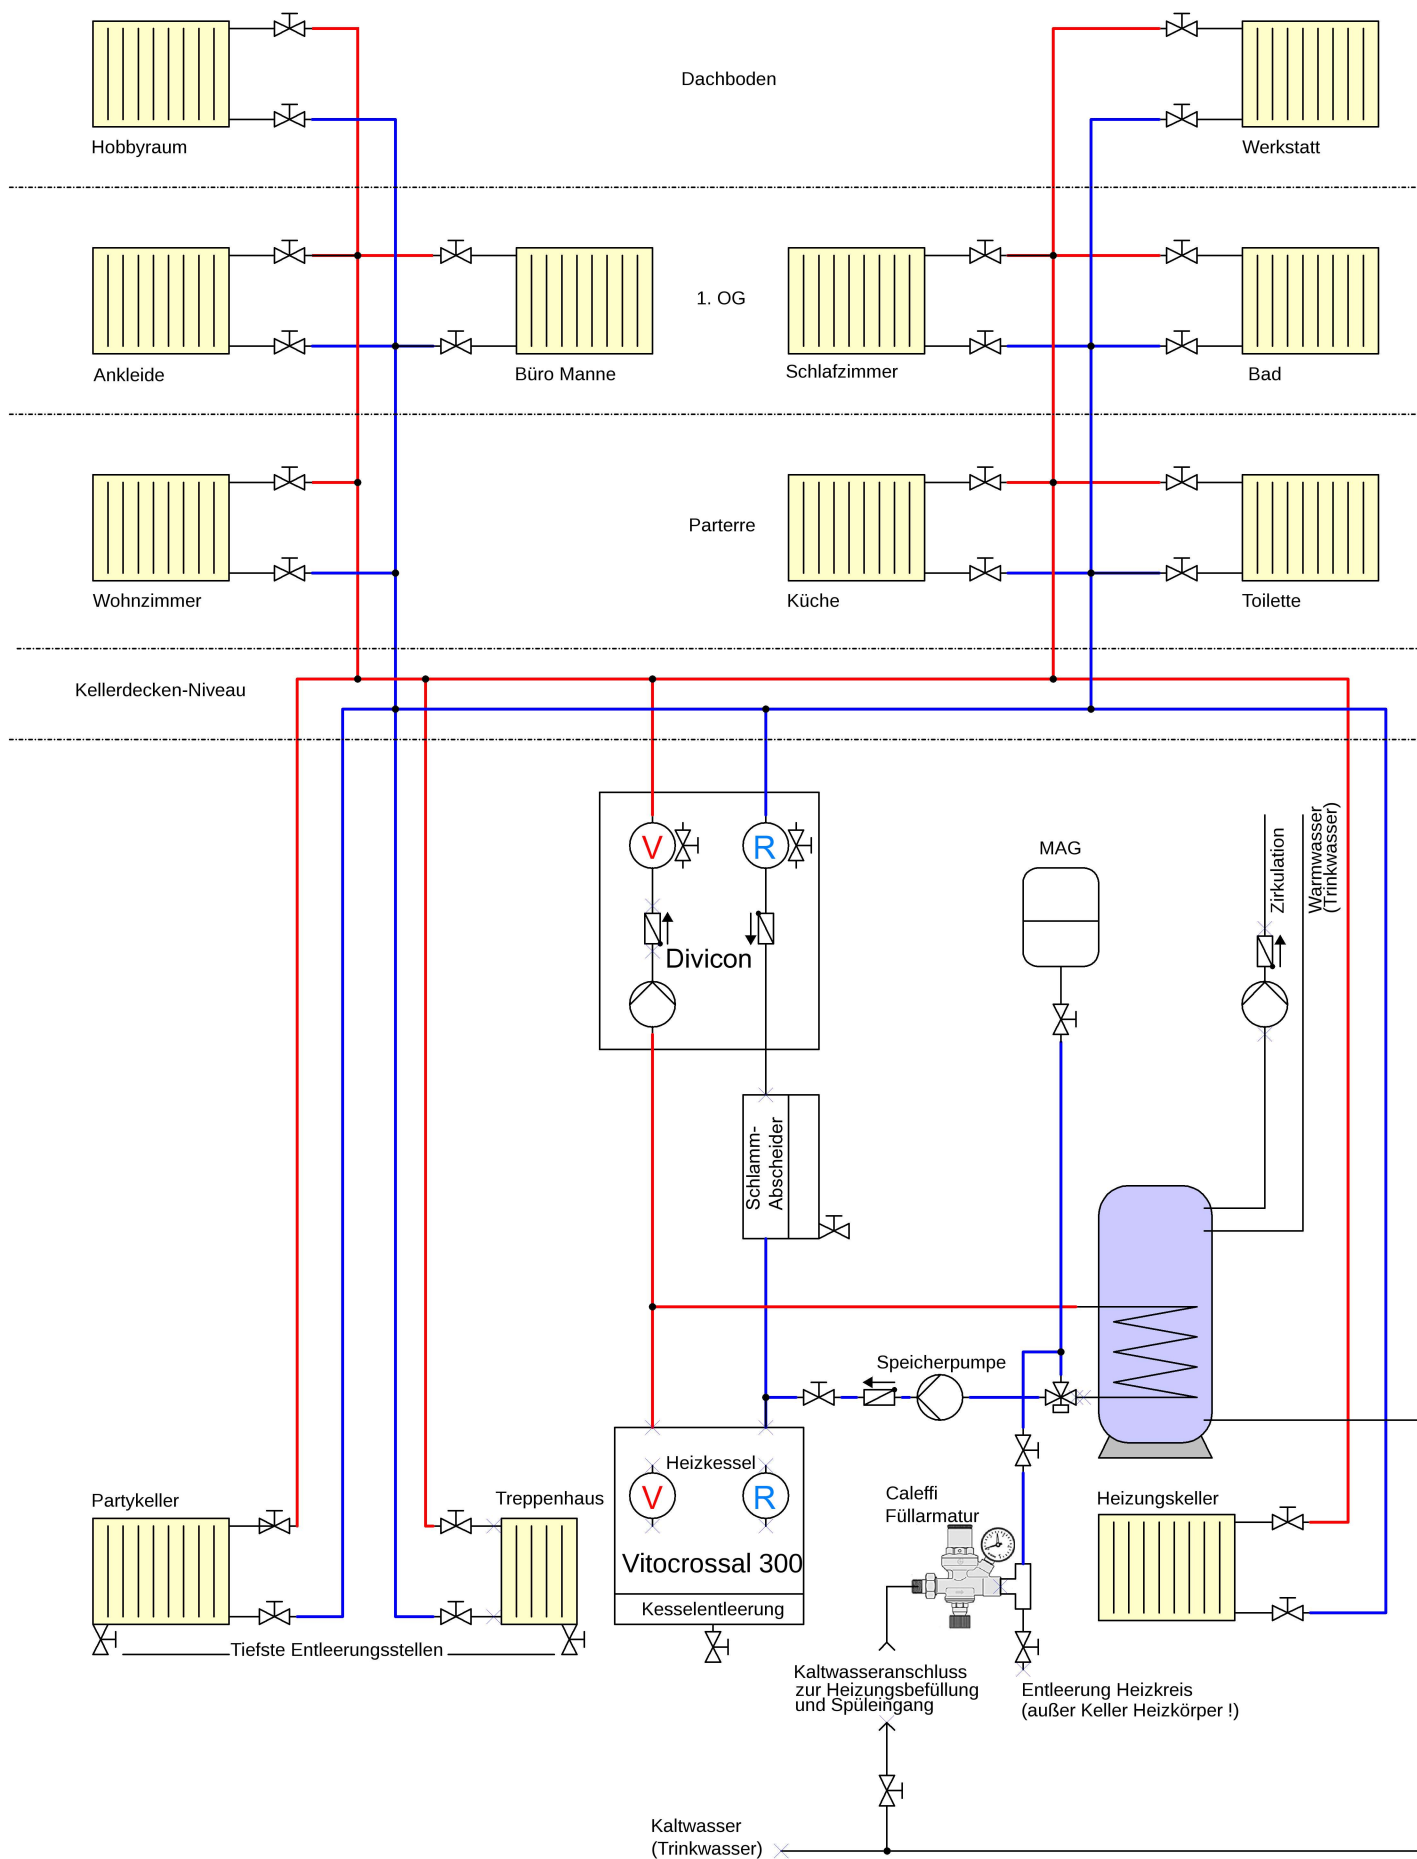 Dachboden
Hobbyraum
Werkstatt
1. OG
Ankleide
Büro Manne
Schlafzimmer
Bad
Parterre
Wohnzimmer
Küche
Toilette
Kellerdecken-Niveau
V
R
Divicon
MAG
Zirkulation
Warmwasser
(Trinkwasser)
Schlamm-
Abscheider
Speicherpumpe
Heizkessel
V
R
Vitocrossal 300
Kesselentleerung
Partykeller
Treppenhaus
Tiefste Entleerungsstellen
Caleffi
Füllarmatur
Heizungskeller
Kaltwasseranschluss
zur Heizungsbefüllung
und Spüleingang
Entleerung Heizkreis
(außer Keller Heizkörper !)
Kaltwasser
(Trinkwasser)